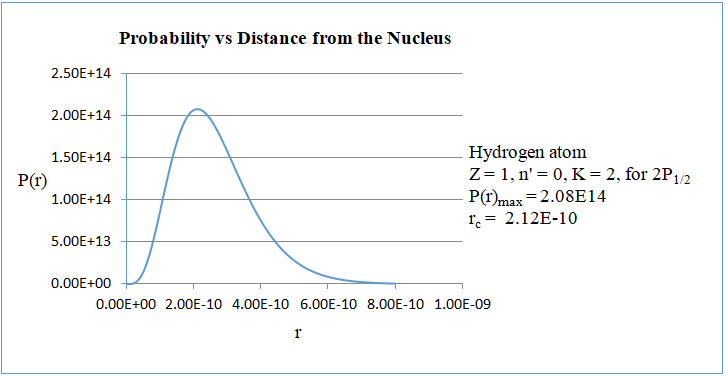 Probability vs Distance from the Nucleus
2.50E+14
2.00E+14
1.50E+14
1.00E+14
5.00E+13
0.00E+00
P(r)
0.00E+00 2.00E-10 4.00E-10 6.00E-10 8.00E-10 1.00E-09
r
Hydrogen atom
Z = 1, n' = 0, K = 2, for 2P1/2
P(r)max = 2.08E14
rc = 2.12E-10